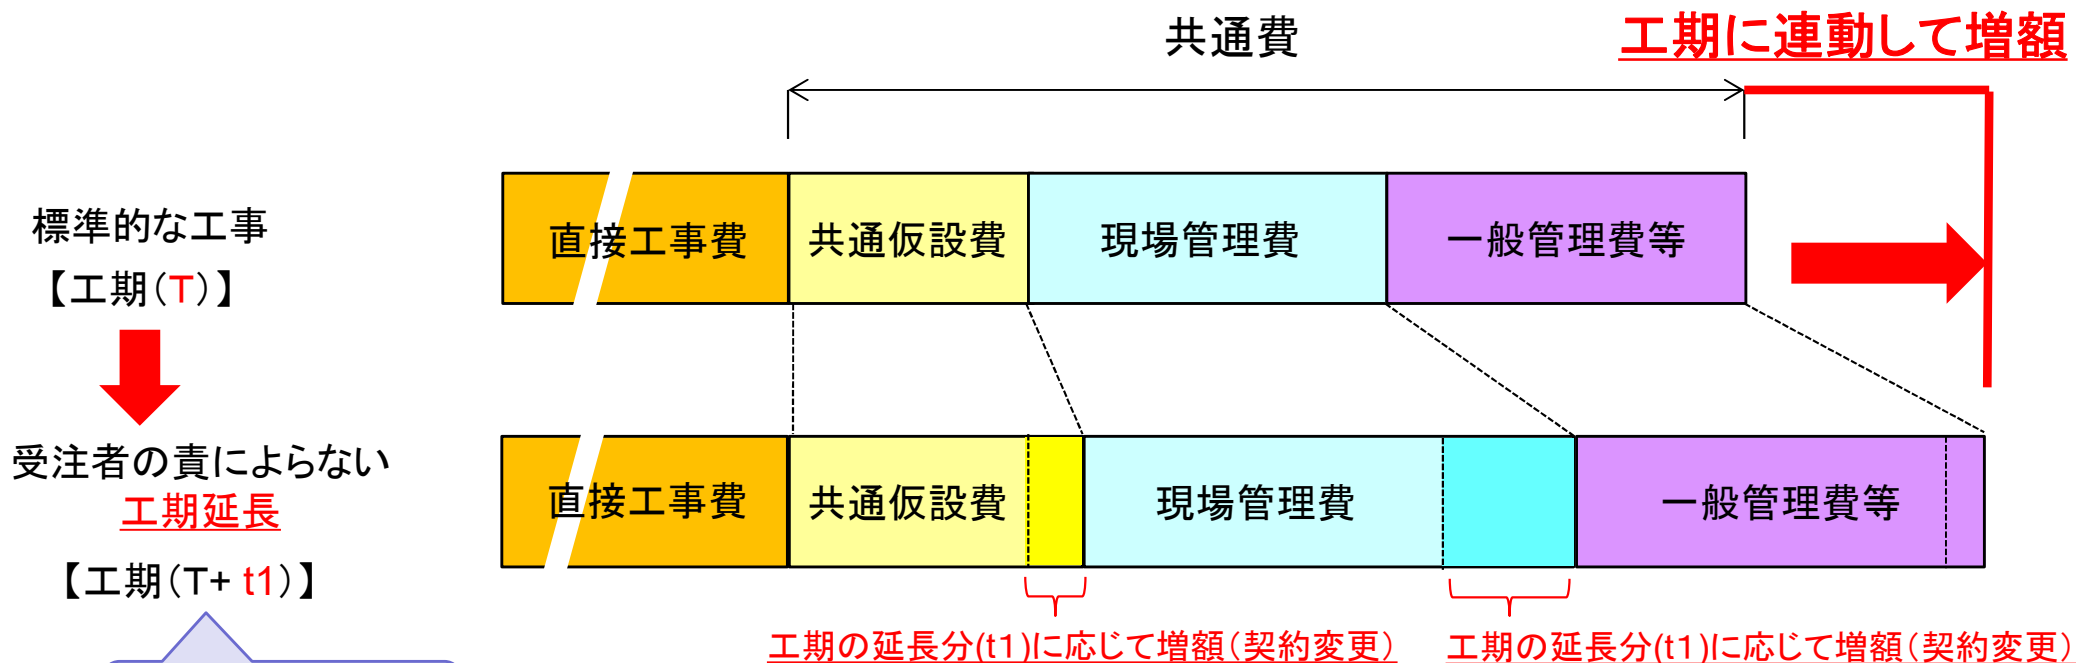 共通費
工期に連動して増額
標準的な工事
【工期(T)】
直接工事費
共通仮設費
現場管理費
一般管理費等
受注者の責によらない
工期延長
【工期(T+ t1)】
直接工事費
共通仮設費
現場管理費
一般管理費等
工期の延長分(t1)に応じて増額(契約変更)
工期の延長分(t1)に応じて増額(契約変更)